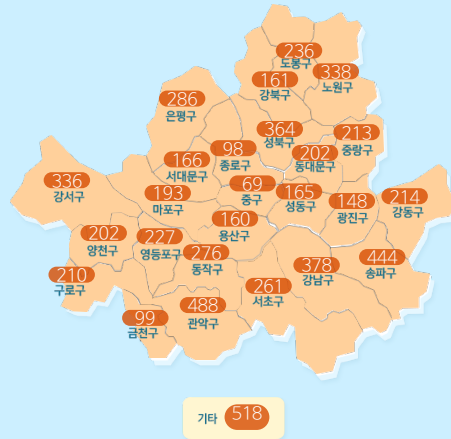 236
도봉구
338
노원구
161
강북구
286
은평구
364
성북구
213
중랑구
98
종로구
202
동대문구
166
서대문구
336
강서구
193
마포구
69
중구
165
성동구
148
광진구
214
강동구
160
용산구
202
양천구
227
영등포구
276
동작구
444
송파구
378
강남구
210
구로구
261
서초구
488
관악구
99
금천구
기타 518